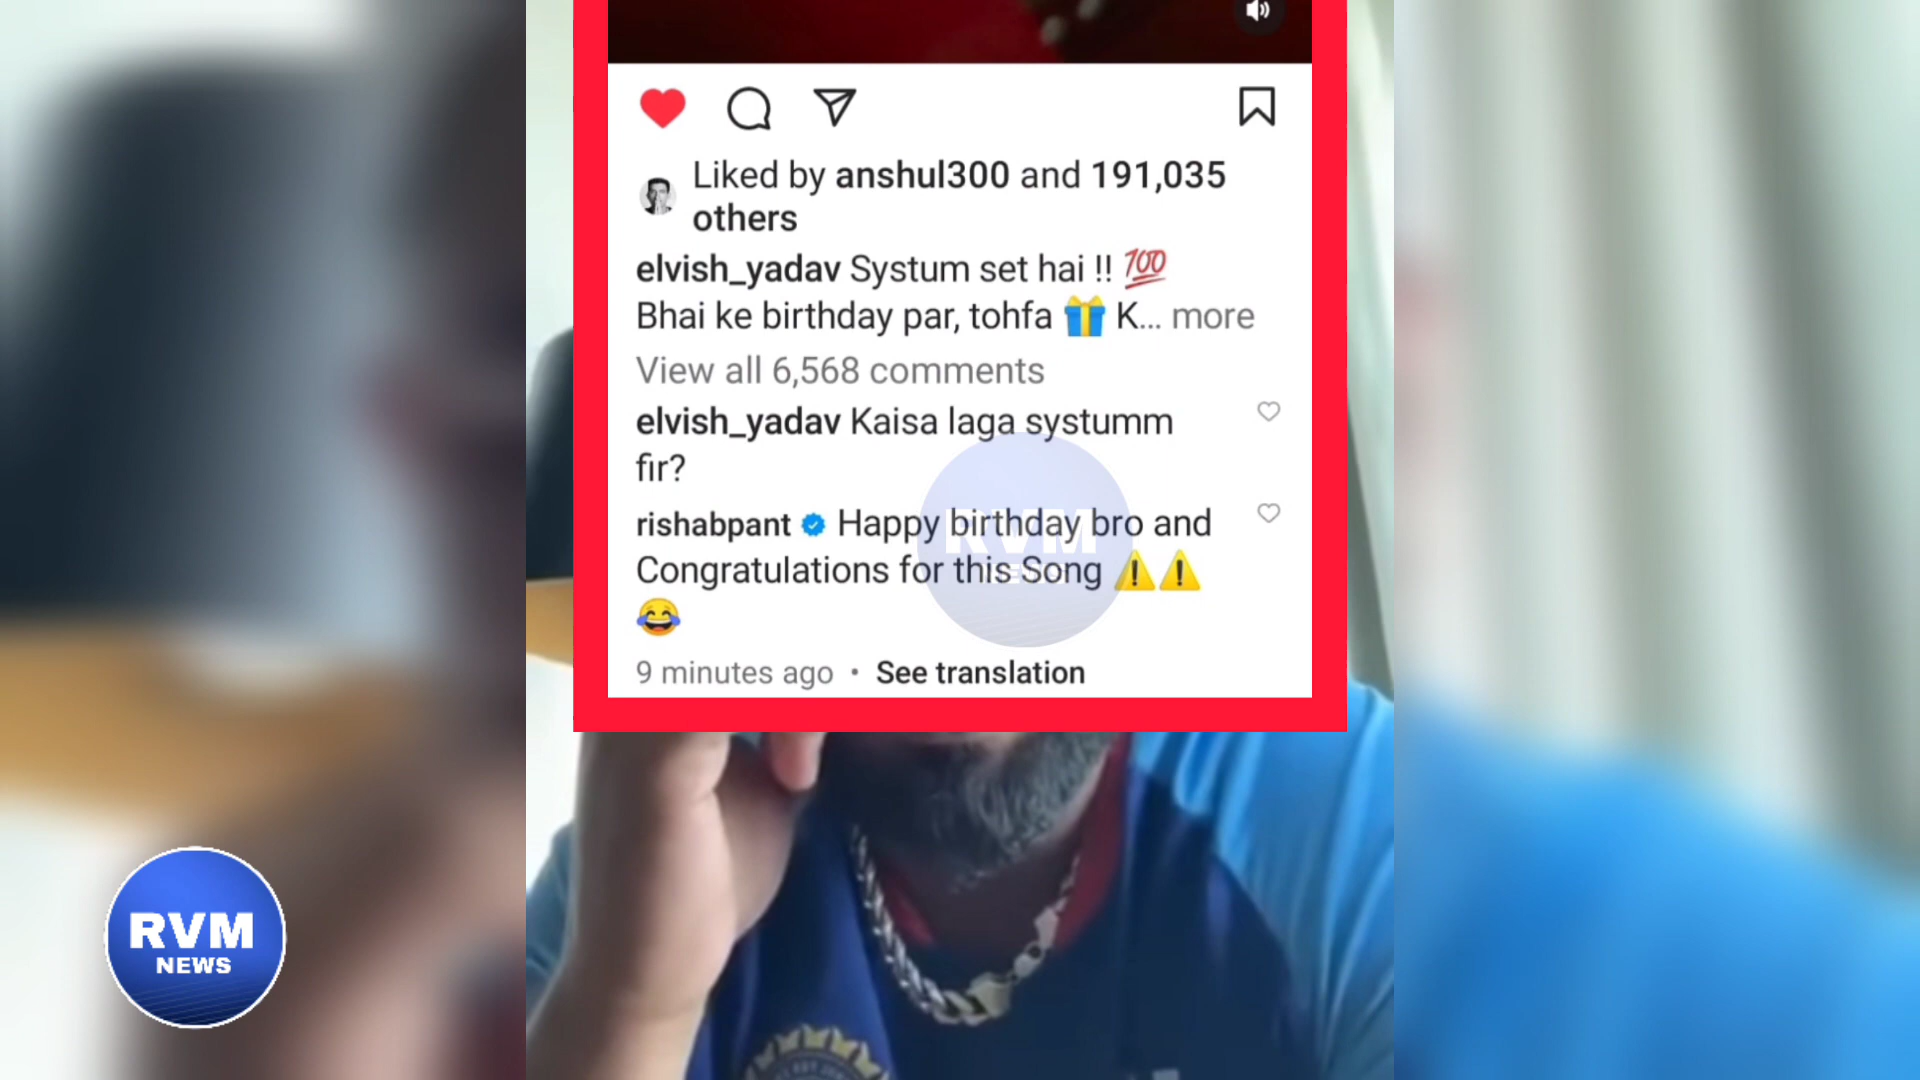 Liked by anshul300 and 191,035
others
elvish_yadav Systum set hai !! 💯
Bhai ke birthday par, tohfa 🎁 K... more
View all 6,568 comments
elvish_yadav Kaisa laga systumm
fir?
rishabpant Happy birthday bro and
Congratulations for this Song ⚠️⚠️
😂
9 minutes ago • See translation
RVM
NEWS
RVM
NEWS